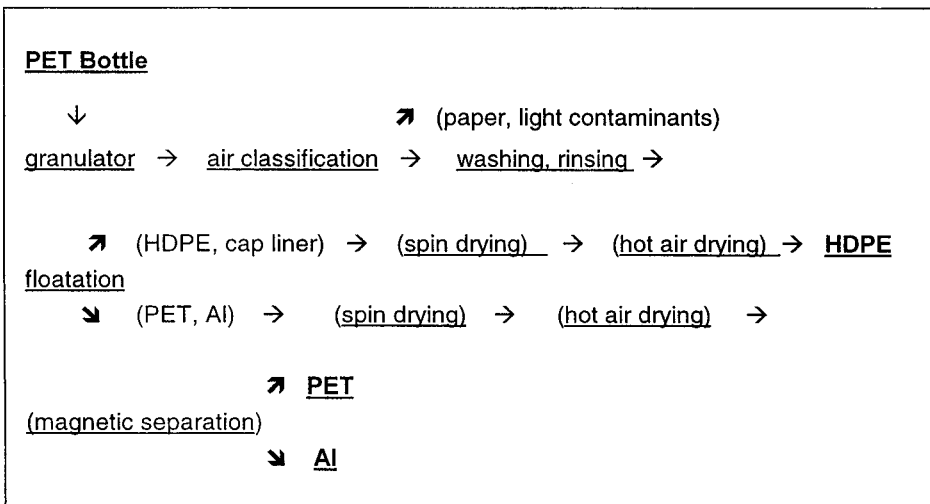 PET Bottle
↓ ↗ (paper, light contaminants)
granulator → air classification → washing, rinsing →
↗ (HDPE, cap liner) → (spin drying) → (hot air drying) → HDPE
floatation
↘ (PET, Al) → (spin drying) → (hot air drying) →
↗ PET
(magnetic separation)
↘ Al